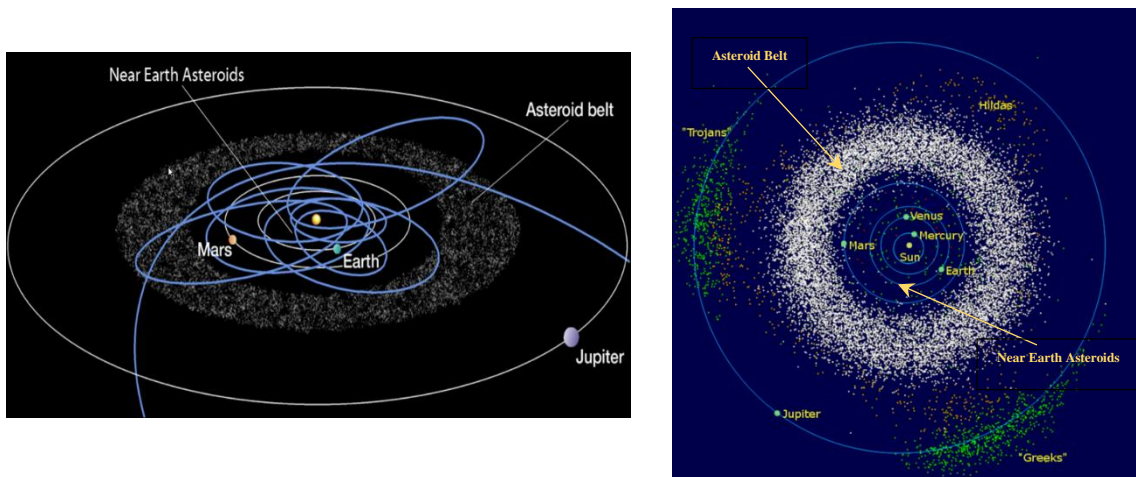 Near Earth Asteroids
Asteroid belt
Mars
Earth
Jupiter
Asteroid Belt
Hildas
"Trojans"
Venus
Mercury
Mars
Sun
Earth
Near Earth Asteroids
Jupiter
"Greeks"